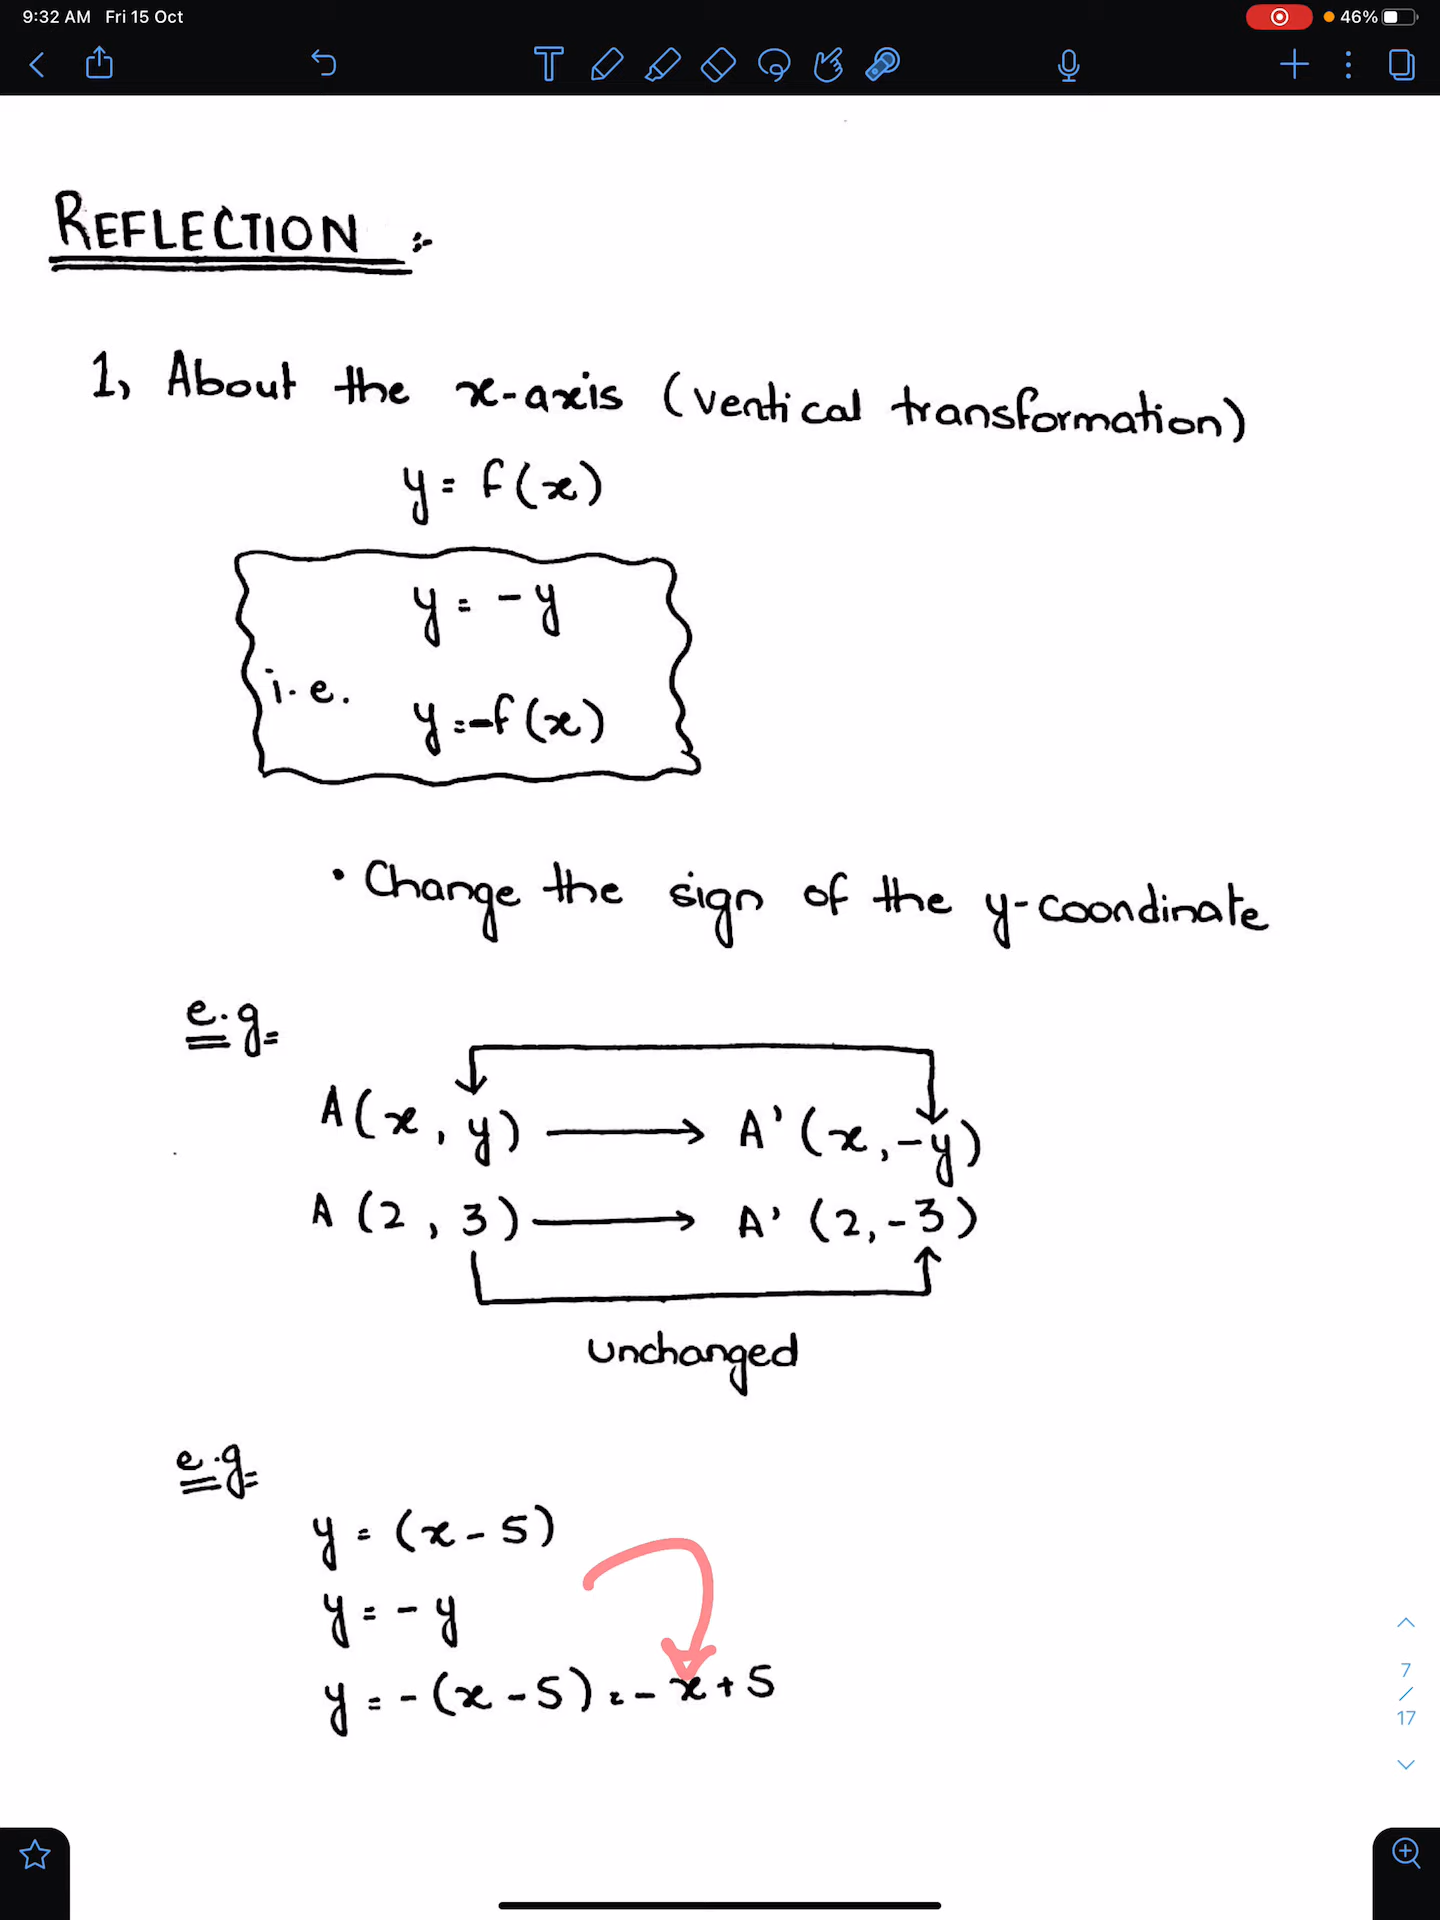 9:32 AM Fri 15 Oct
46%
REFLECTION :-
1, About the x-axis (vertical transformation)
y = f(x)
y = -y
i.e.
y = -f(x)
• Change the sign of the y-coordinate
e.g.
A(x, y) → A'(x, -y)
A (2, 3) → A' (2, -3)
unchanged
e.g.
y = (x - 5)
y = - y
y = - (x - 5) = - x + 5
7
/
17